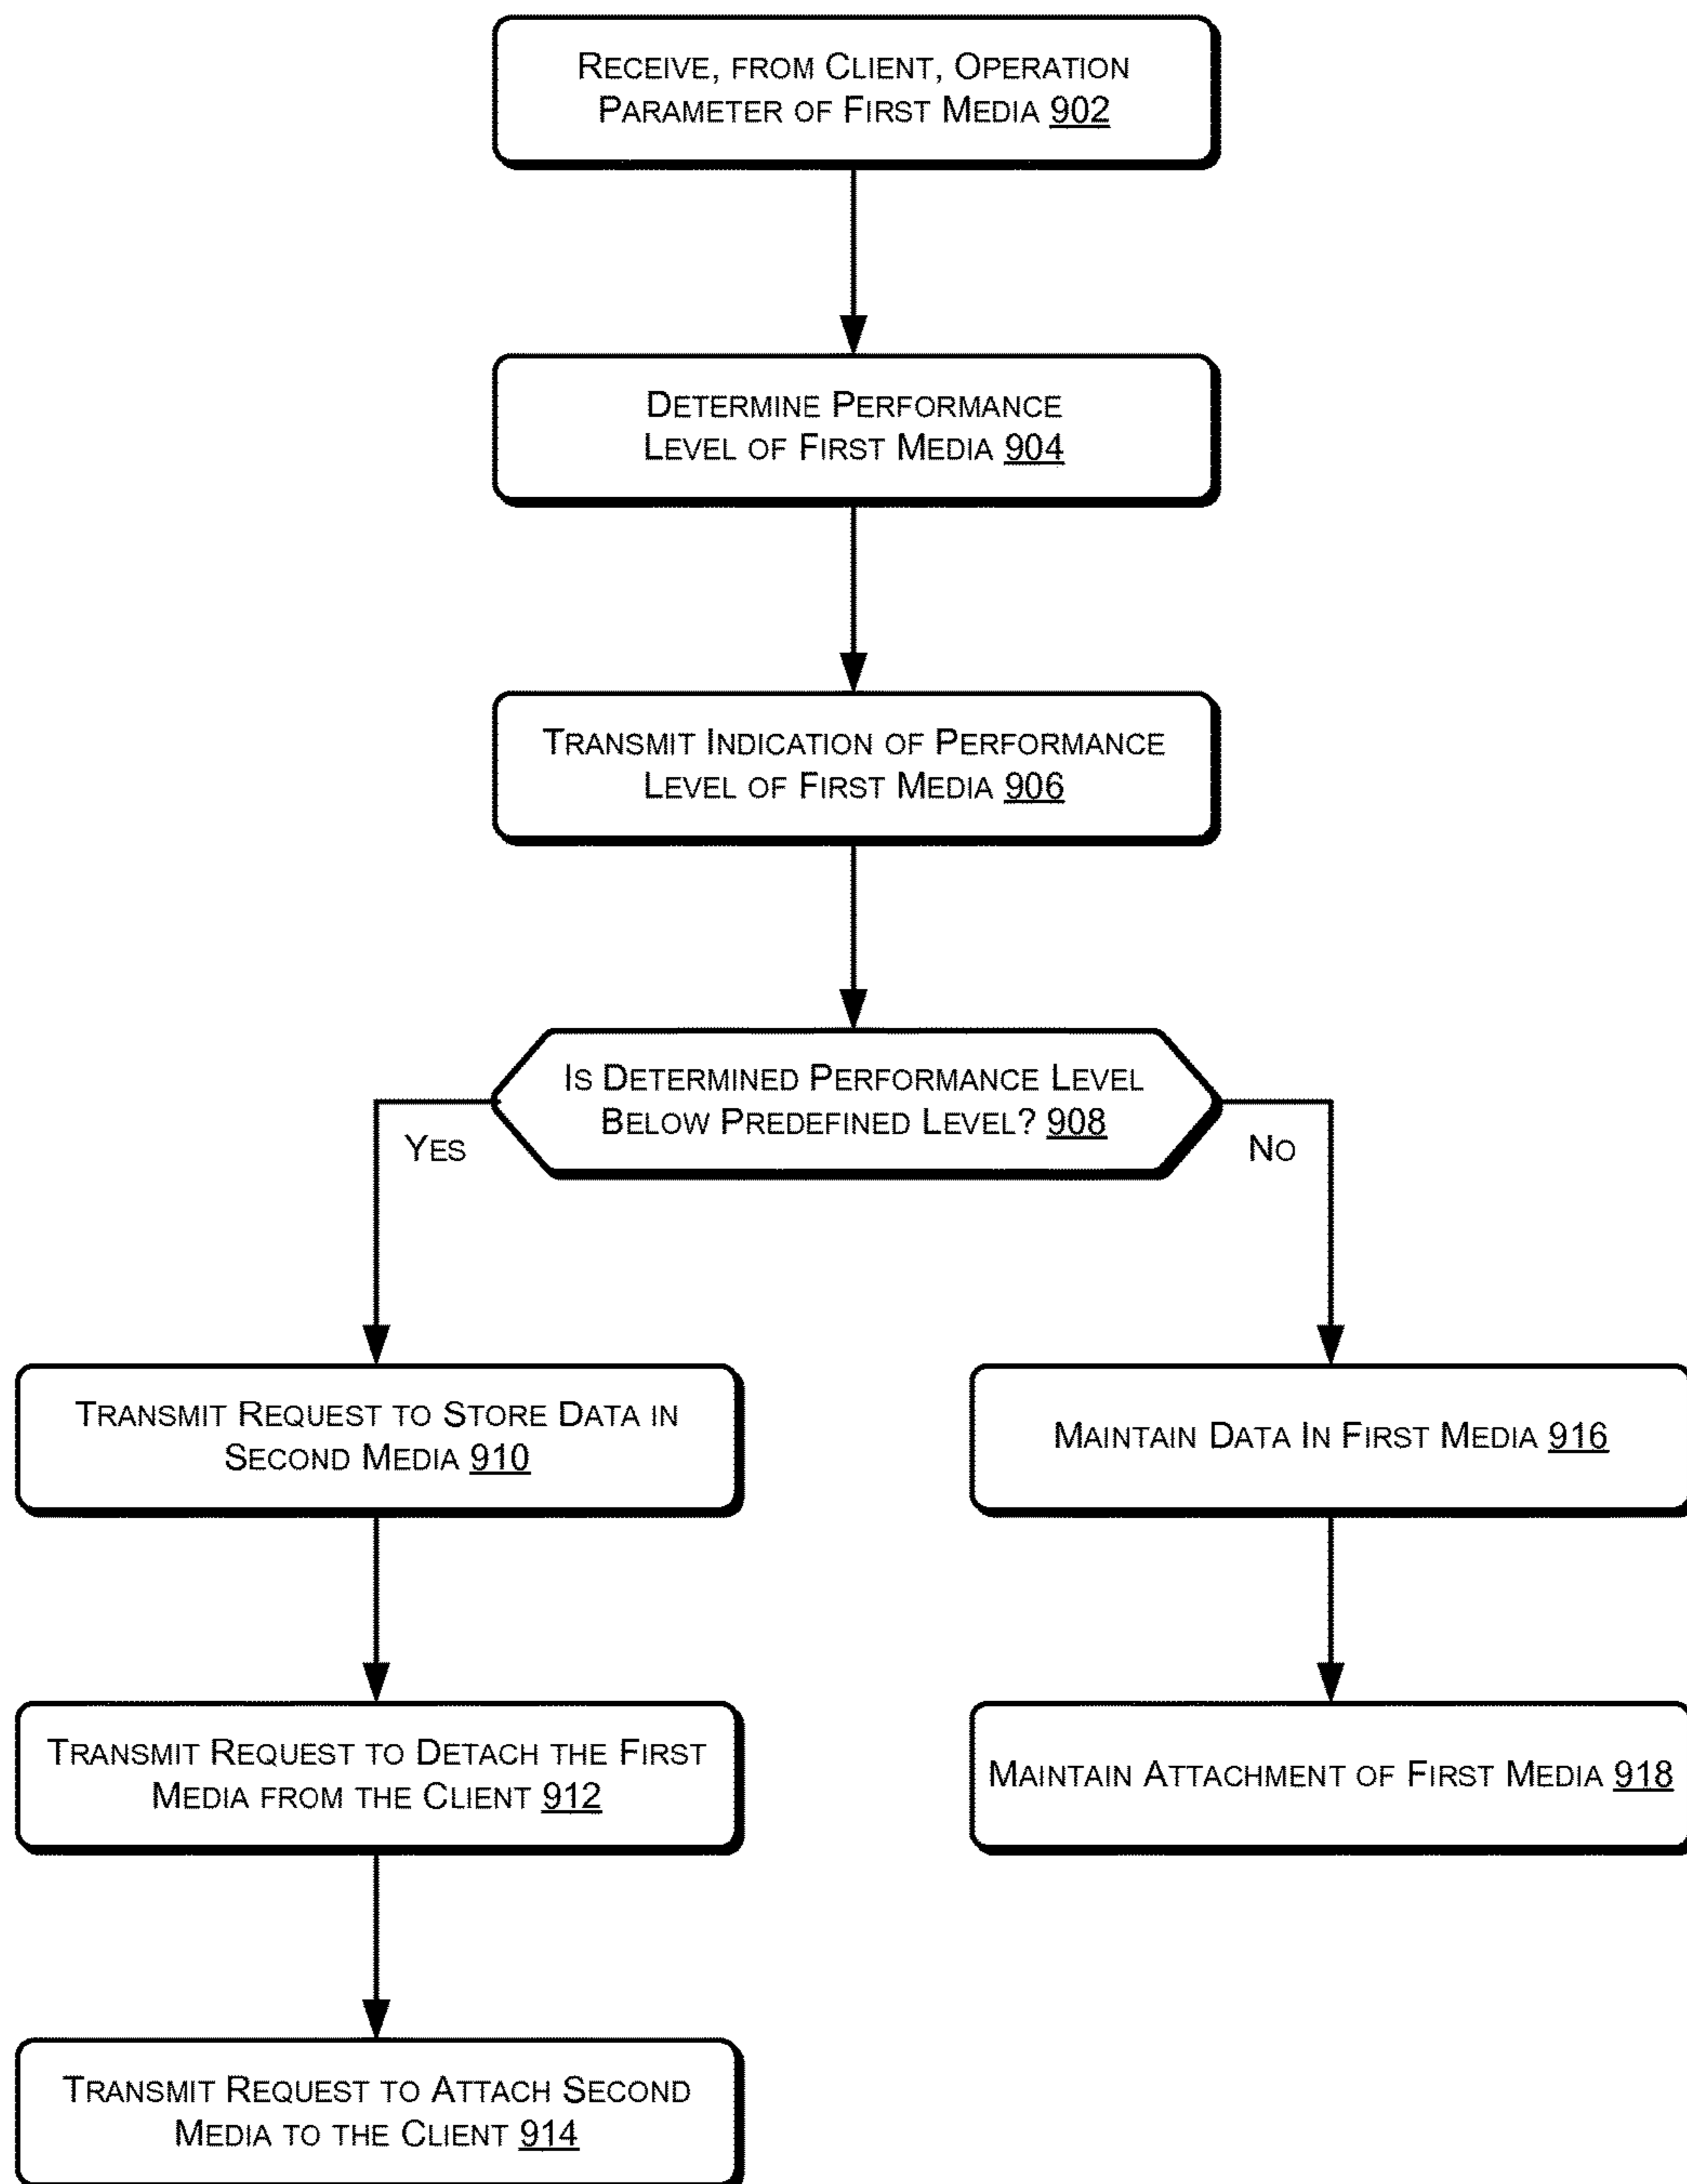 RECEIVE, FROM CLIENT, OPERATION
PARAMETER OF FIRST MEDIA 902
DETERMINE PERFORMANCE
LEVEL OF FIRST MEDIA 904
TRANSMIT INDICATION OF PERFORMANCE
LEVEL OF FIRST MEDIA 906
IS DETERMINED PERFORMANCE LEVEL
BELOW PREDEFINED LEVEL? 908
YES
NO
TRANSMIT REQUEST TO STORE DATA IN
SECOND MEDIA 910
MAINTAIN DATA IN FIRST MEDIA 916
TRANSMIT REQUEST TO DETACH THE FIRST
MEDIA FROM THE CLIENT 912
MAINTAIN ATTACHMENT OF FIRST MEDIA 918
TRANSMIT REQUEST TO ATTACH SECOND
MEDIA TO THE CLIENT 914